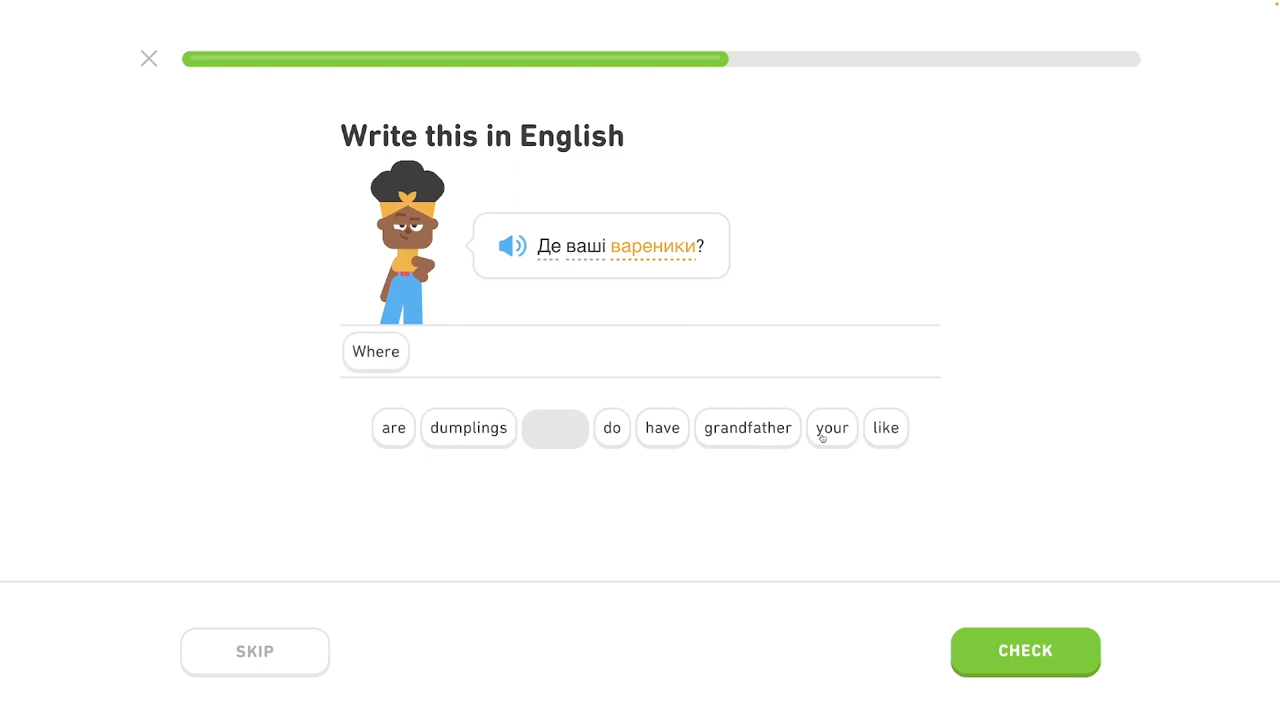 Write this in English
Де ваші вареники?
Where
are dumplings do have grandfather your like
SKIP CHECK